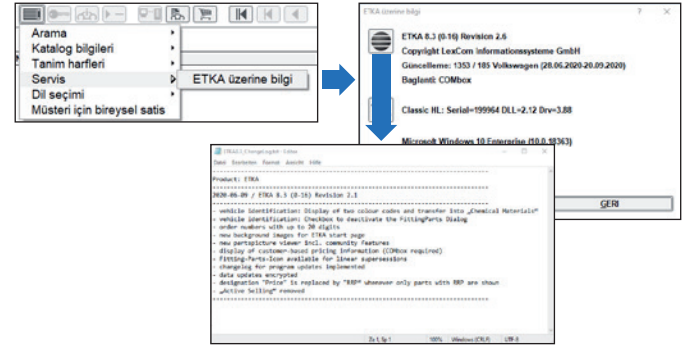 Arama
Katalog bilgileri
Tanim harfleri
Servis
ETKA üzerine bilgi
Dil seçimi
Müsteri için bireysel satis
ETKA üzerine bilgi
ETKA 8.3 (0-16) Revision 2.6
Copyright LexCom Informationssysteme GmbH
Güncelleme: 1353 / 185 Volkswagen (28.06.2020-20.09.2020)
Baglanti: COMbox
Classic HL: Serial=199964 DLL=2.12 Drv=3.88
Microsoft Windows 10 Enterprise (10.0.18363)
GERI
Datei Bearbeiten Format Ansicht Hilfe
Product: ETKA
2020-09-09 / ETKA 8.3 (0-16) Revision 2.1
- vehicle identification: Display of two colour codes and transfer into „Chemical Materials“
- vehicle identification: Checkbox to deactivate the FittingParts Dialog
- order numbers with up to 20 digits
- new background images for ETKA start page
- new partspicture viewer incl. community features
- display of customer-based pricing information (COMbox required)
- Fitting-Parts-Icon available for linear supersessions
- changelog for program updates implemented
- data updates encrypted
- designation "Price" is replaced by "RRP" wherever only parts with RRP are shown
- „Active Selling“ removed
100% Windows (CRLF) UTF-8